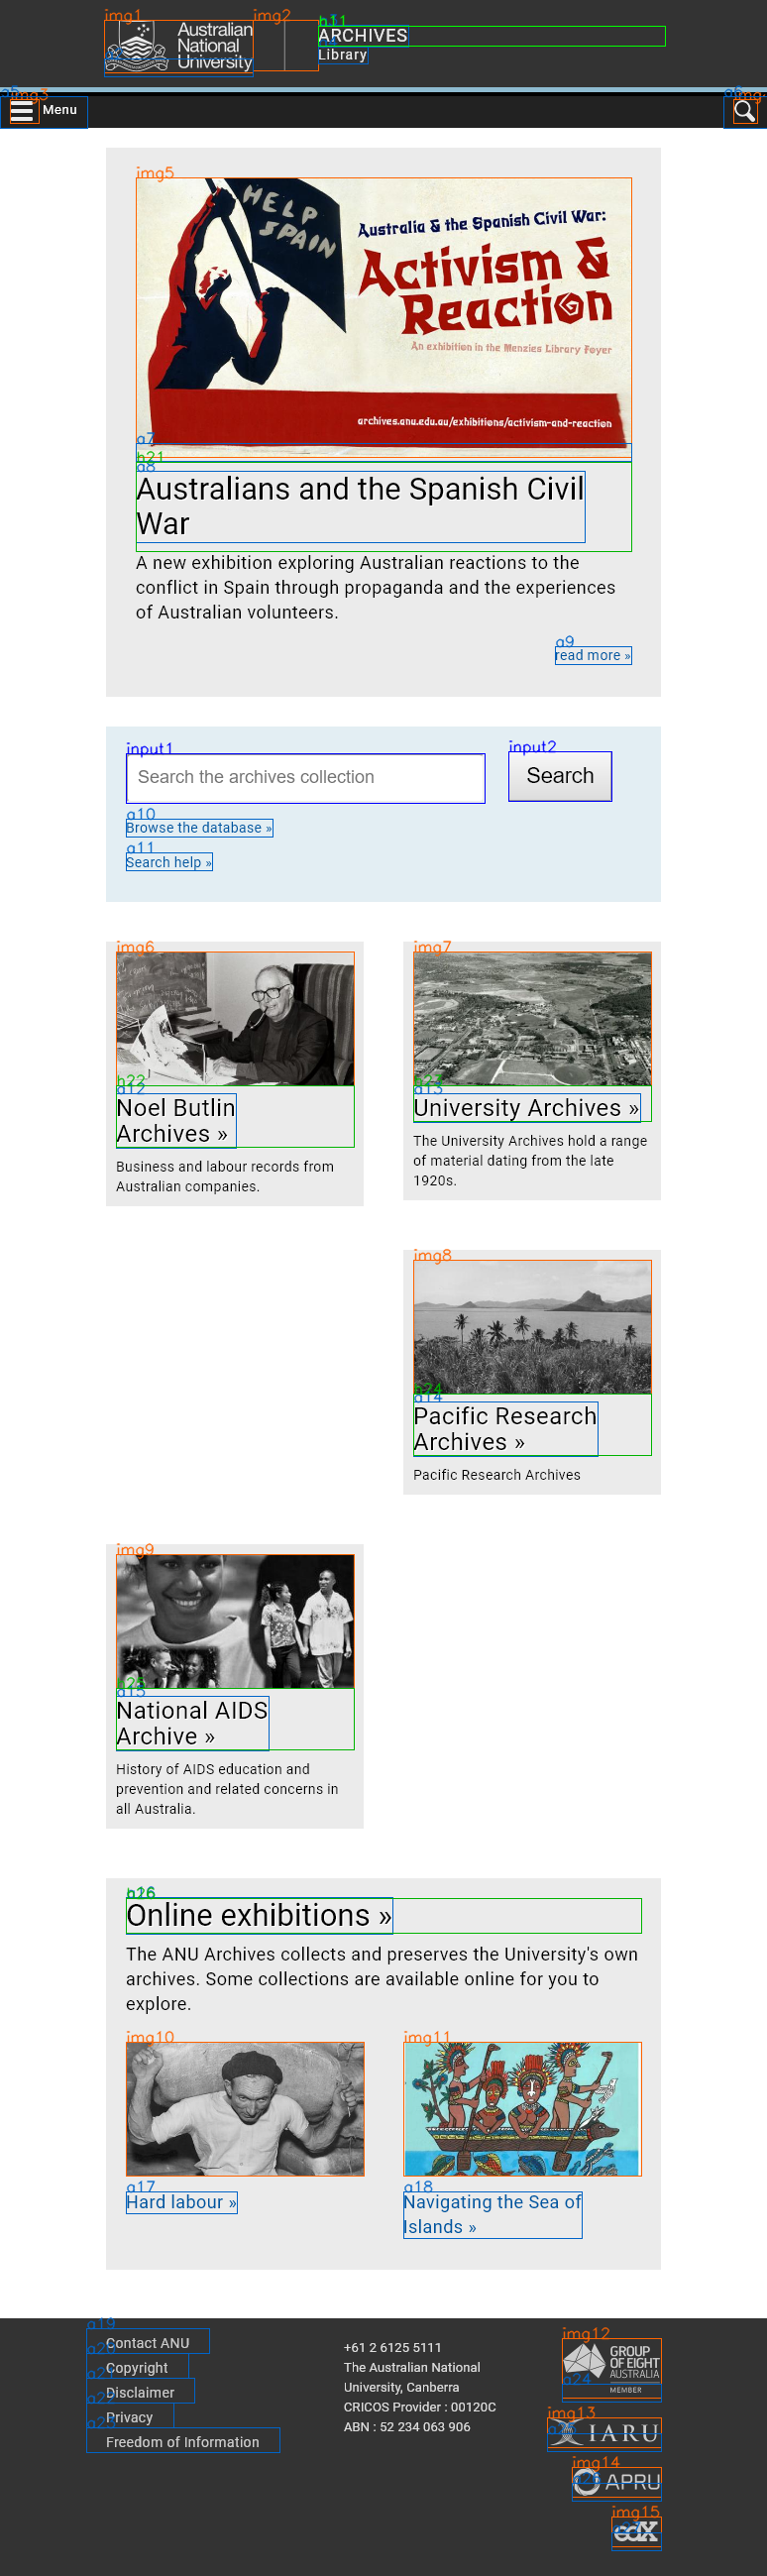 Australian
National
University
ARCHIVES
Library
Menu
img1
img2
h11
img3
img5
HELP
SPAIN
Australia & the Spanish Civil War:
Activism &
Reaction
An exhibition in the Menzies Library Foyer
archives.anu.edu.au/exhibitions/activism-and-reaction
a7
h21
a8
Australians and the Spanish Civil
War
A new exhibition exploring Australian reactions to the
conflict in Spain through propaganda and the experiences
of Australian volunteers.
a9
read more »
input1
input2
Search the archives collection
Search
a10
Browse the database »
a11
Search help »
img6
img7
h22
a12
a13
Noel Butlin
Archives »
Business and labour records from
Australian companies.
University Archives »
The University Archives hold a range
of material dating from the late
1920s.
img8
h24
a14
Pacific Research
Archives »
Pacific Research Archives
img9
a15
National AIDS
Archive »
History of AIDS education and
prevention and related concerns in
all Australia.
Online exhibitions »
The ANU Archives collects and preserves the University's own
archives. Some collections are available online for you to
explore.
img10
img11
a17
a18
Hard labour »
Navigating the Sea of
Islands »
a19
Contact ANU
Copyright
Disclaimer
Privacy
Freedom of Information
+61 2 6125 5111
The Australian National
University, Canberra
CRICOS Provider : 00120C
ABN : 52 234 063 906
img12
GROUP
OF EIGHT
AUSTRALIA
a24
MEMBER
img13
IARU
img14
APRU
img15
edX